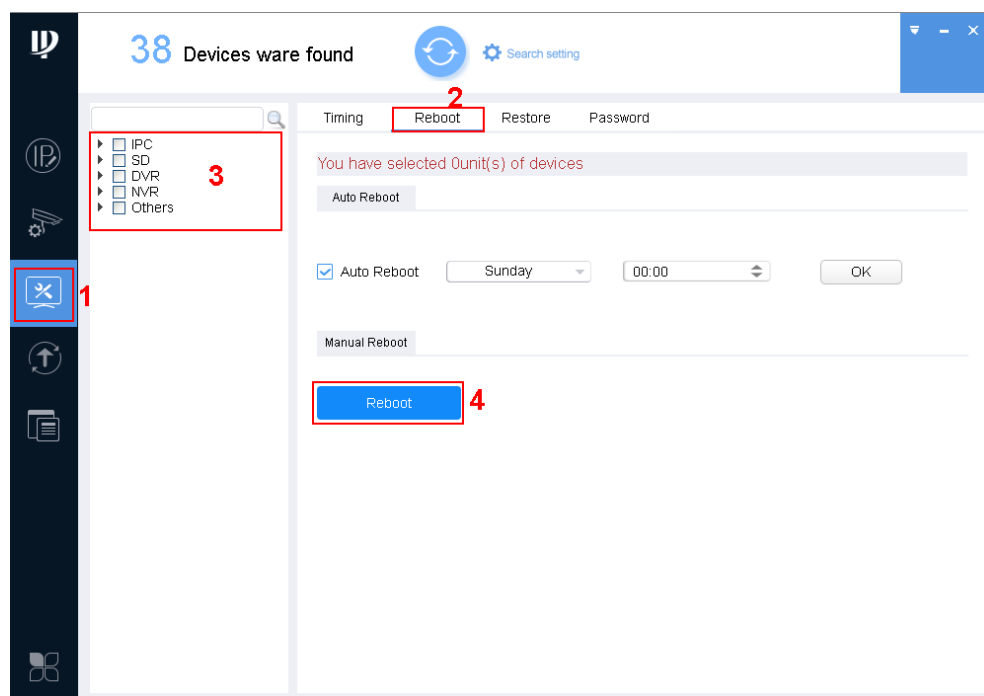 38 Devices ware found
Search setting
2
Timing Reboot Restore Password
IPC
SD
DVR
NVR
Others
3
You have selected 0unit(s) of devices
Auto Reboot
Auto Reboot Sunday 00:00 OK
1
Manual Reboot
Reboot
4